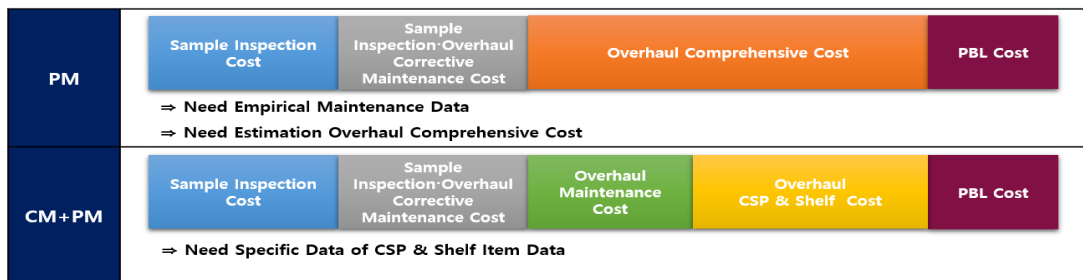 PM
Sample Inspection
Cost
Sample
Inspection·Overhaul
Corrective
Maintenance Cost
Overhaul Comprehensive Cost
PBL Cost
⇒ Need Empirical Maintenance Data
⇒ Need Estimation Overhaul Comprehensive Cost
CM+PM
Sample Inspection
Cost
Sample
Inspection·Overhaul
Corrective
Maintenance Cost
Overhaul
Maintenance
Cost
Overhaul
CSP & Shelf Cost
PBL Cost
⇒ Need Specific Data of CSP & Shelf Item Data